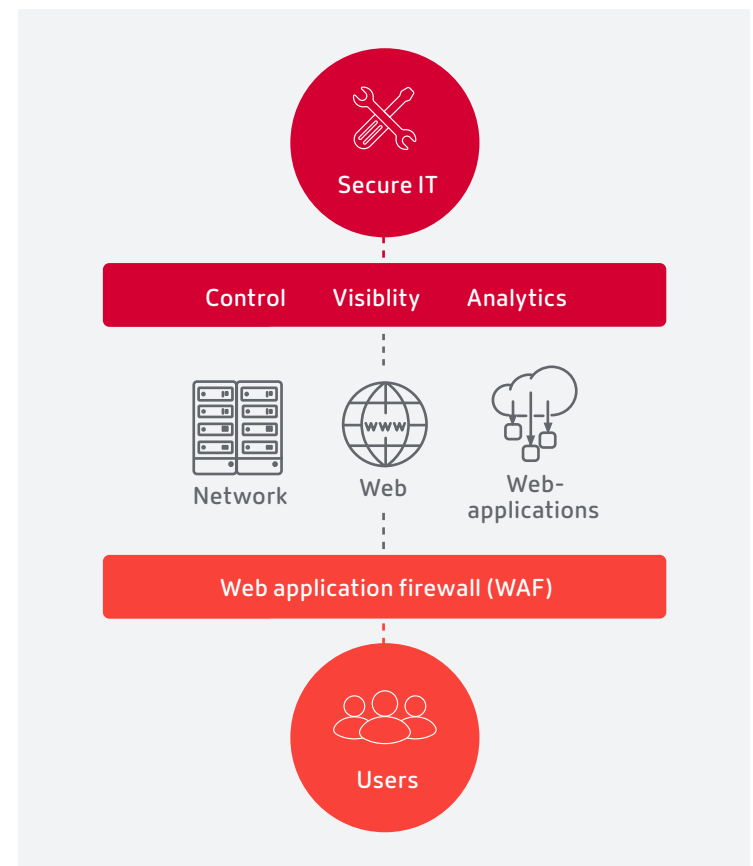 Secure IT
Control Visiblity Analytics
www
Network
Web
Web-
applications
Web application firewall (WAF)
Users